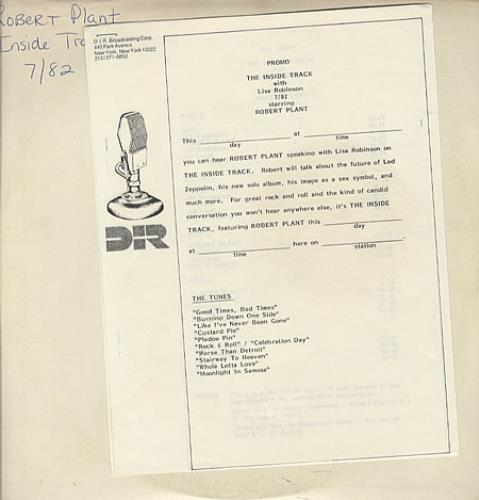 ROBERT Plant
Inside Tra
7/82
D.I.R. Broadcasting Corp.
445 Park Avenue
New York, New York 10022
212/371-6850
PROMO
THE INSIDE TRACK
with
Lisa Robinson
7/82
starring
ROBERT PLANT
This at
day time
you can hear ROBERT PLANT speaking with Lisa Robinson on
THE INSIDE TRACK. Robert will talk about the future of Led
Zeppelin, his new solo album, his image as a sex symbol, and
much more. For great rock and roll and the kind of candid
conversation you won't hear anywhere else, it's THE INSIDE
TRACK, featuring ROBERT PLANT this
day
at here on
time station
DIR
THE TUNES
"Good Times, Bad Times"
"Burning Down One Side"
"Like I've Never Been Gone"
"Custard Pie"
"Pledge Pin"
"Rock & Roll" / "Celebration Day"
"Worse Than Detroit"
"Stairway To Heaven"
"Whole Lotta Love"
"Moonlight In Samosa"